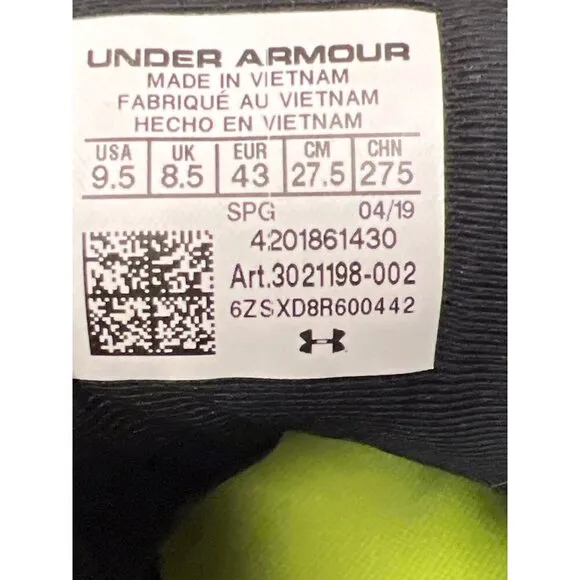 UNDER ARMOUR
MADE IN VIETNAM
FABRIQUÉ AU VIETNAM
HECHO EN VIETNAM
USA UK EUR CM CHN
9.5 8.5 43 27.5 275
SPG 04/19
4201861430
Art.3021198-002
6ZSXD8R600442